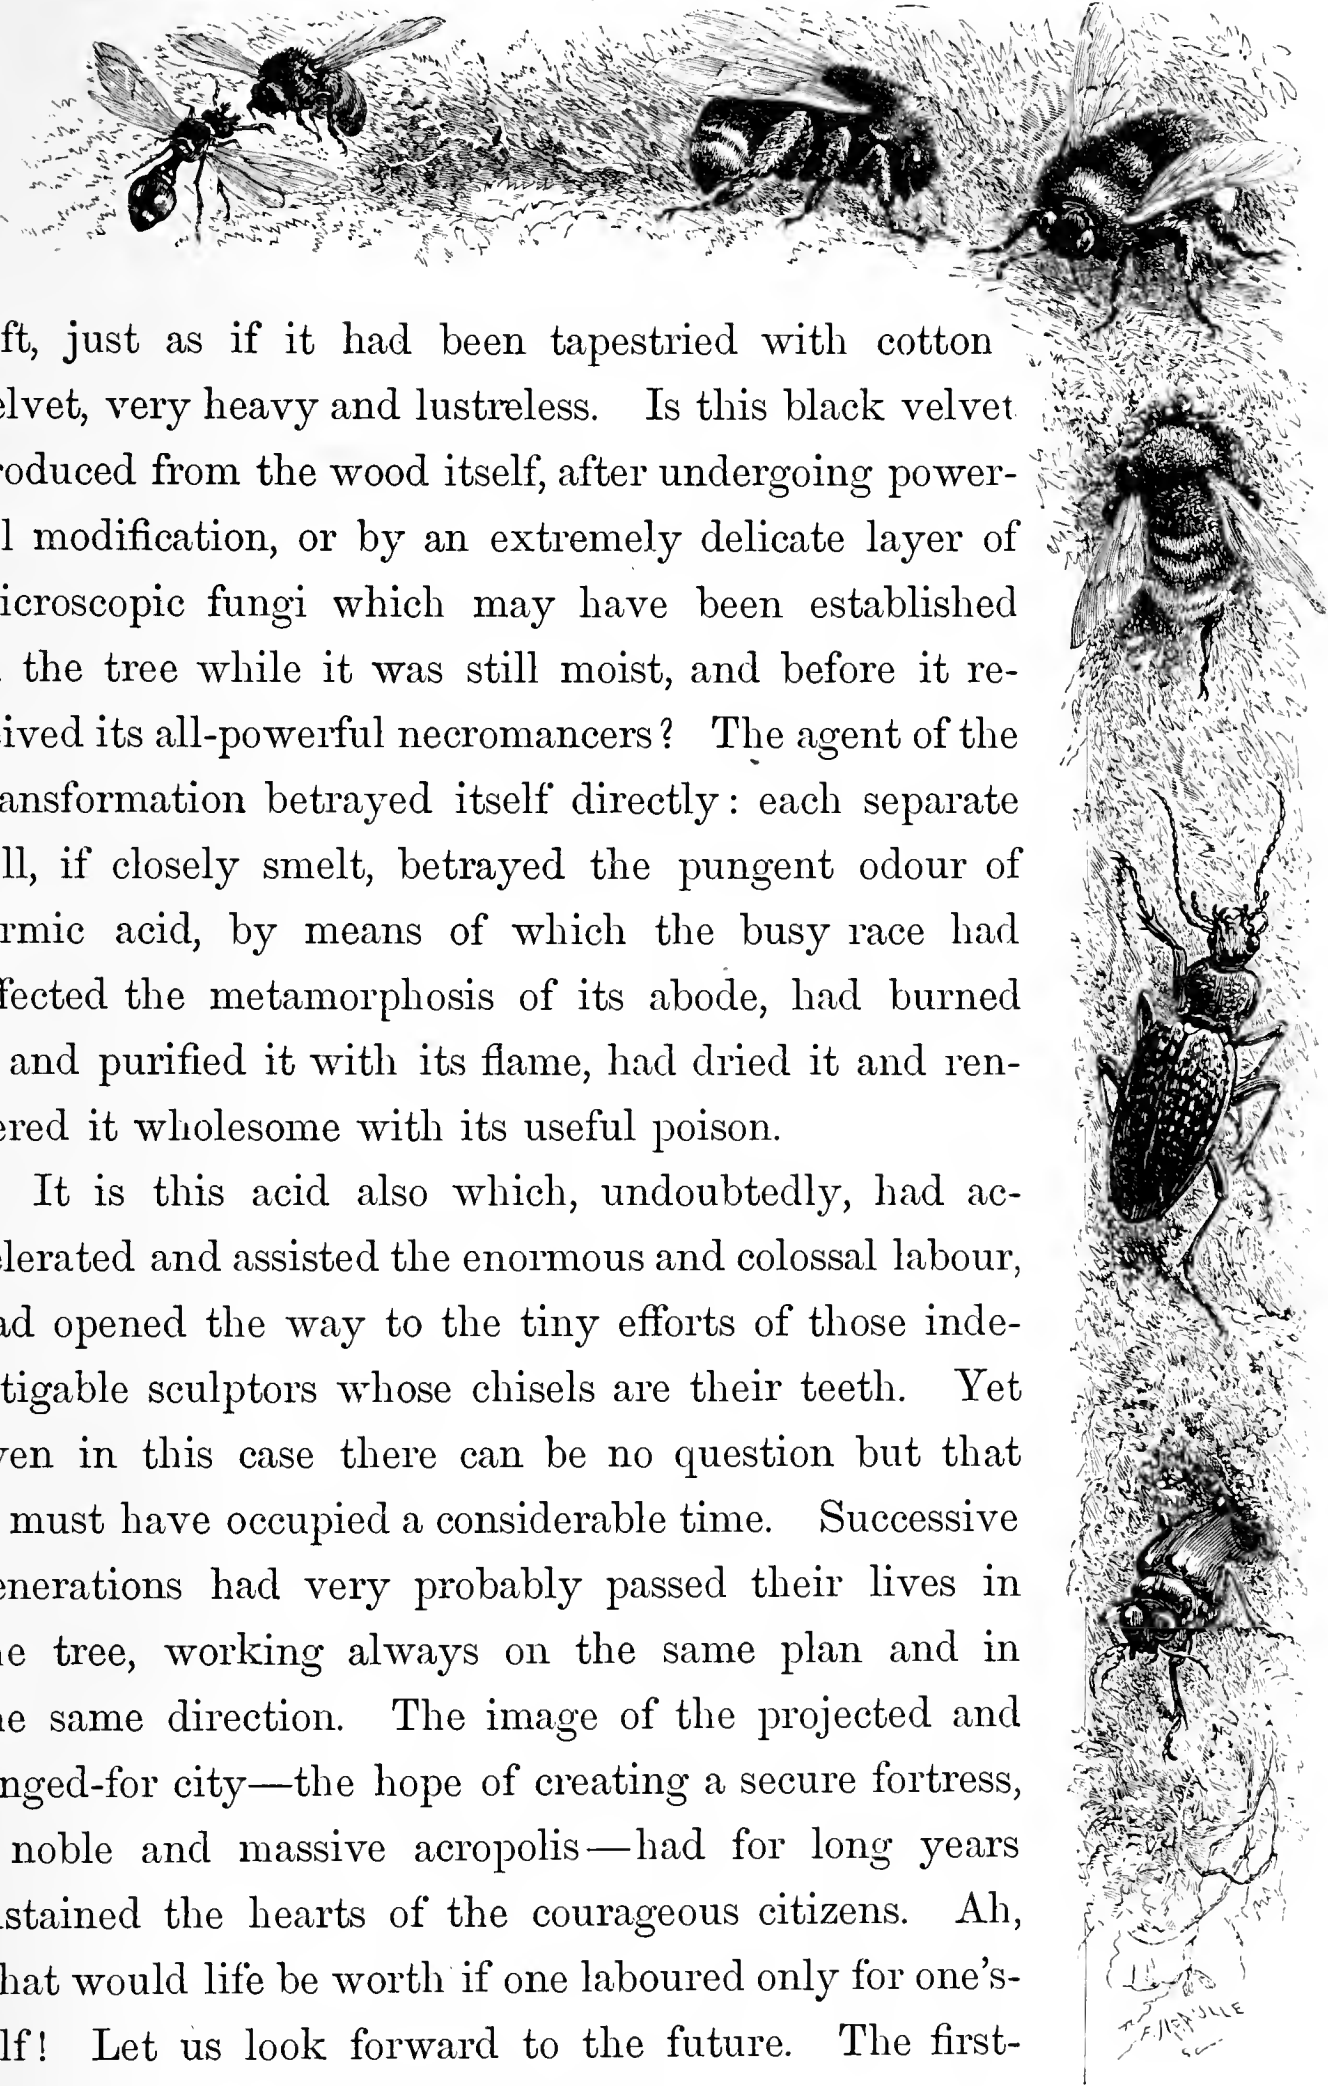 ft, just as if it had been tapestried with cotton
elvet, very heavy and lustreless. Is this black velvet
roduced from the wood itself, after undergoing power-
l modification, or by an extremely delicate layer of
icroscopic fungi which may have been established
the tree while it was still moist, and before it re-
ived its all-powerful necromancers? The agent of the
ansformation betrayed itself directly: each separate
ll, if closely smelt, betrayed the pungent odour of
rmic acid, by means of which the busy race had
fected the metamorphosis of its abode, had burned
and purified it with its flame, had dried it and ren-
ered it wholesome with its useful poison.
It is this acid also which, undoubtedly, had ac-
elerated and assisted the enormous and colossal labour,
ad opened the way to the tiny efforts of those inde-
tigable sculptors whose chisels are their teeth. Yet
ven in this case there can be no question but that
must have occupied a considerable time. Successive
enerations had very probably passed their lives in
e tree, working always on the same plan and in
e same direction. The image of the projected and
nged-for city—the hope of creating a secure fortress,
noble and massive acropolis—had for long years
stained the hearts of the courageous citizens. Ah,
hat would life be worth if one laboured only for one's-
lf! Let us look forward to the future. The first-